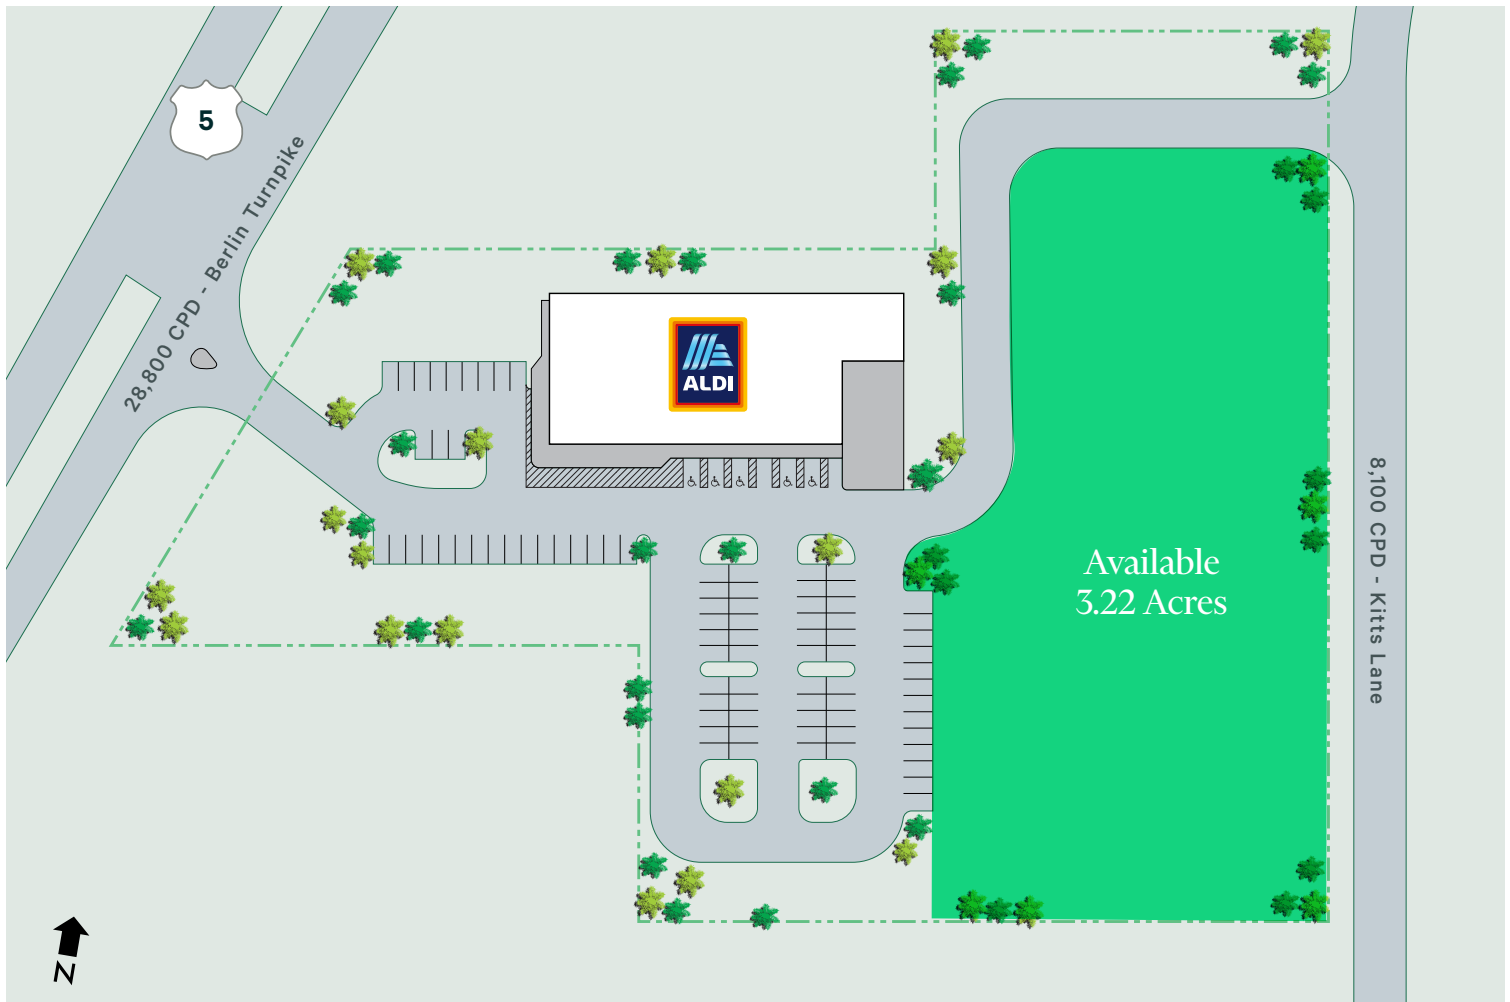 5
28,800 CPD - Berlin Turnpike
ALDI
Available
3.22 Acres
8,100 CPD - Kitts Lane
N